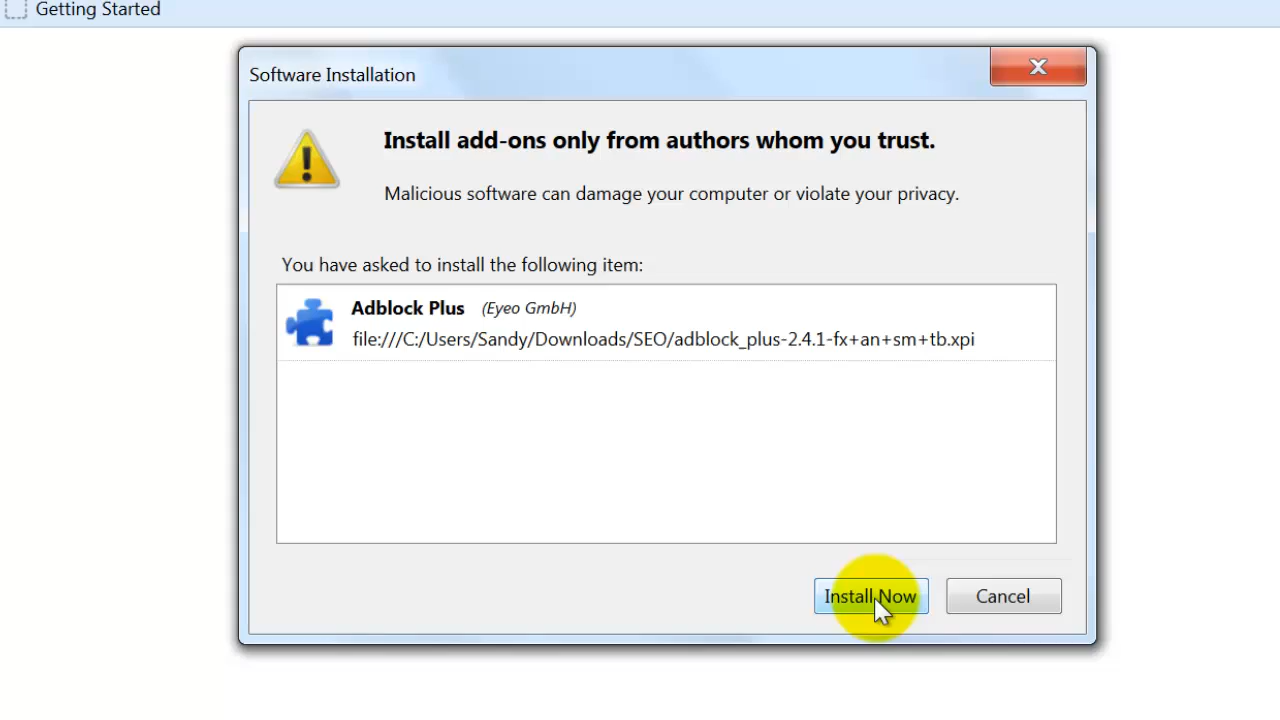 Getting Started
Software Installation
Install add-ons only from authors whom you trust.
Malicious software can damage your computer or violate your privacy.
You have asked to install the following item:
Adblock Plus (Eyeo GmbH)
file:///C:/Users/Sandy/Downloads/SEO/adblock_plus-2.4.1-fx+an+sm+tb.xpi
Install Now Cancel